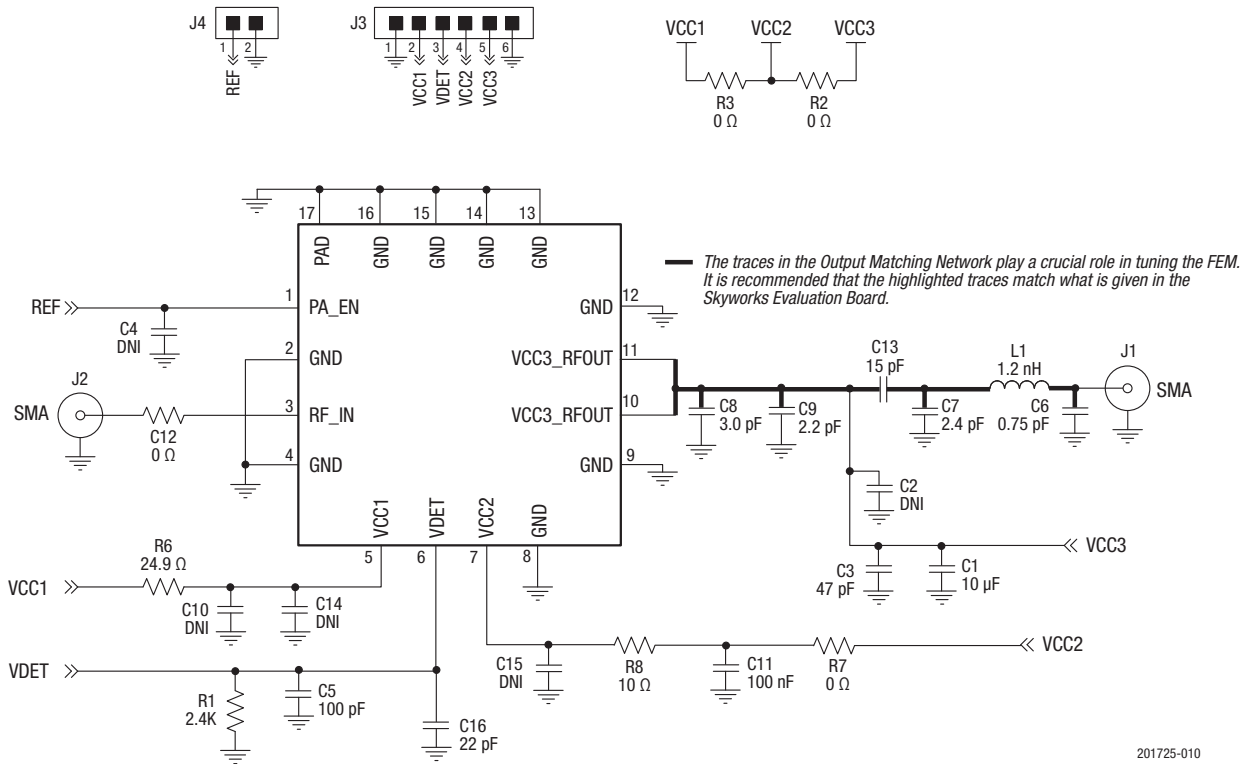 J4
1 2
REF
J3
1 2 3 4 5 6
VCC1
VDET
VCC2
VCC3
VCC1 VCC2 VCC3
R3
0 Ω
R2
0 Ω
17 16 15 14 13
PAD
GND
GND
GND
GND
The traces in the Output Matching Network play a crucial role in tuning the FEM.
It is recommended that the highlighted traces match what is given in the
Skyworks Evaluation Board.
REF
C4
DNI
1
PA_EN
GND
12
2
GND
VCC3_RFOUT
11
J2
SMA
C12
0 Ω
3
RF_IN
VCC3_RFOUT
10
4
GND
GND
9
C8
3.0 pF
C9
2.2 pF
C13
15 pF
C7
2.4 pF
L1
1.2 nH
C6
0.75 pF
J1
SMA
C2
DNI
VCC1
VDET
VCC2
GND
5 6 7 8
VCC3
C3
47 pF
C1
10 µF
R6
24.9 Ω
VCC1
C10
DNI
C14
DNI
VCC2
C15
DNI
R8
10 Ω
C11
100 nF
R7
0 Ω
VDET
R1
2.4K
C5
100 pF
C16
22 pF
201725-010